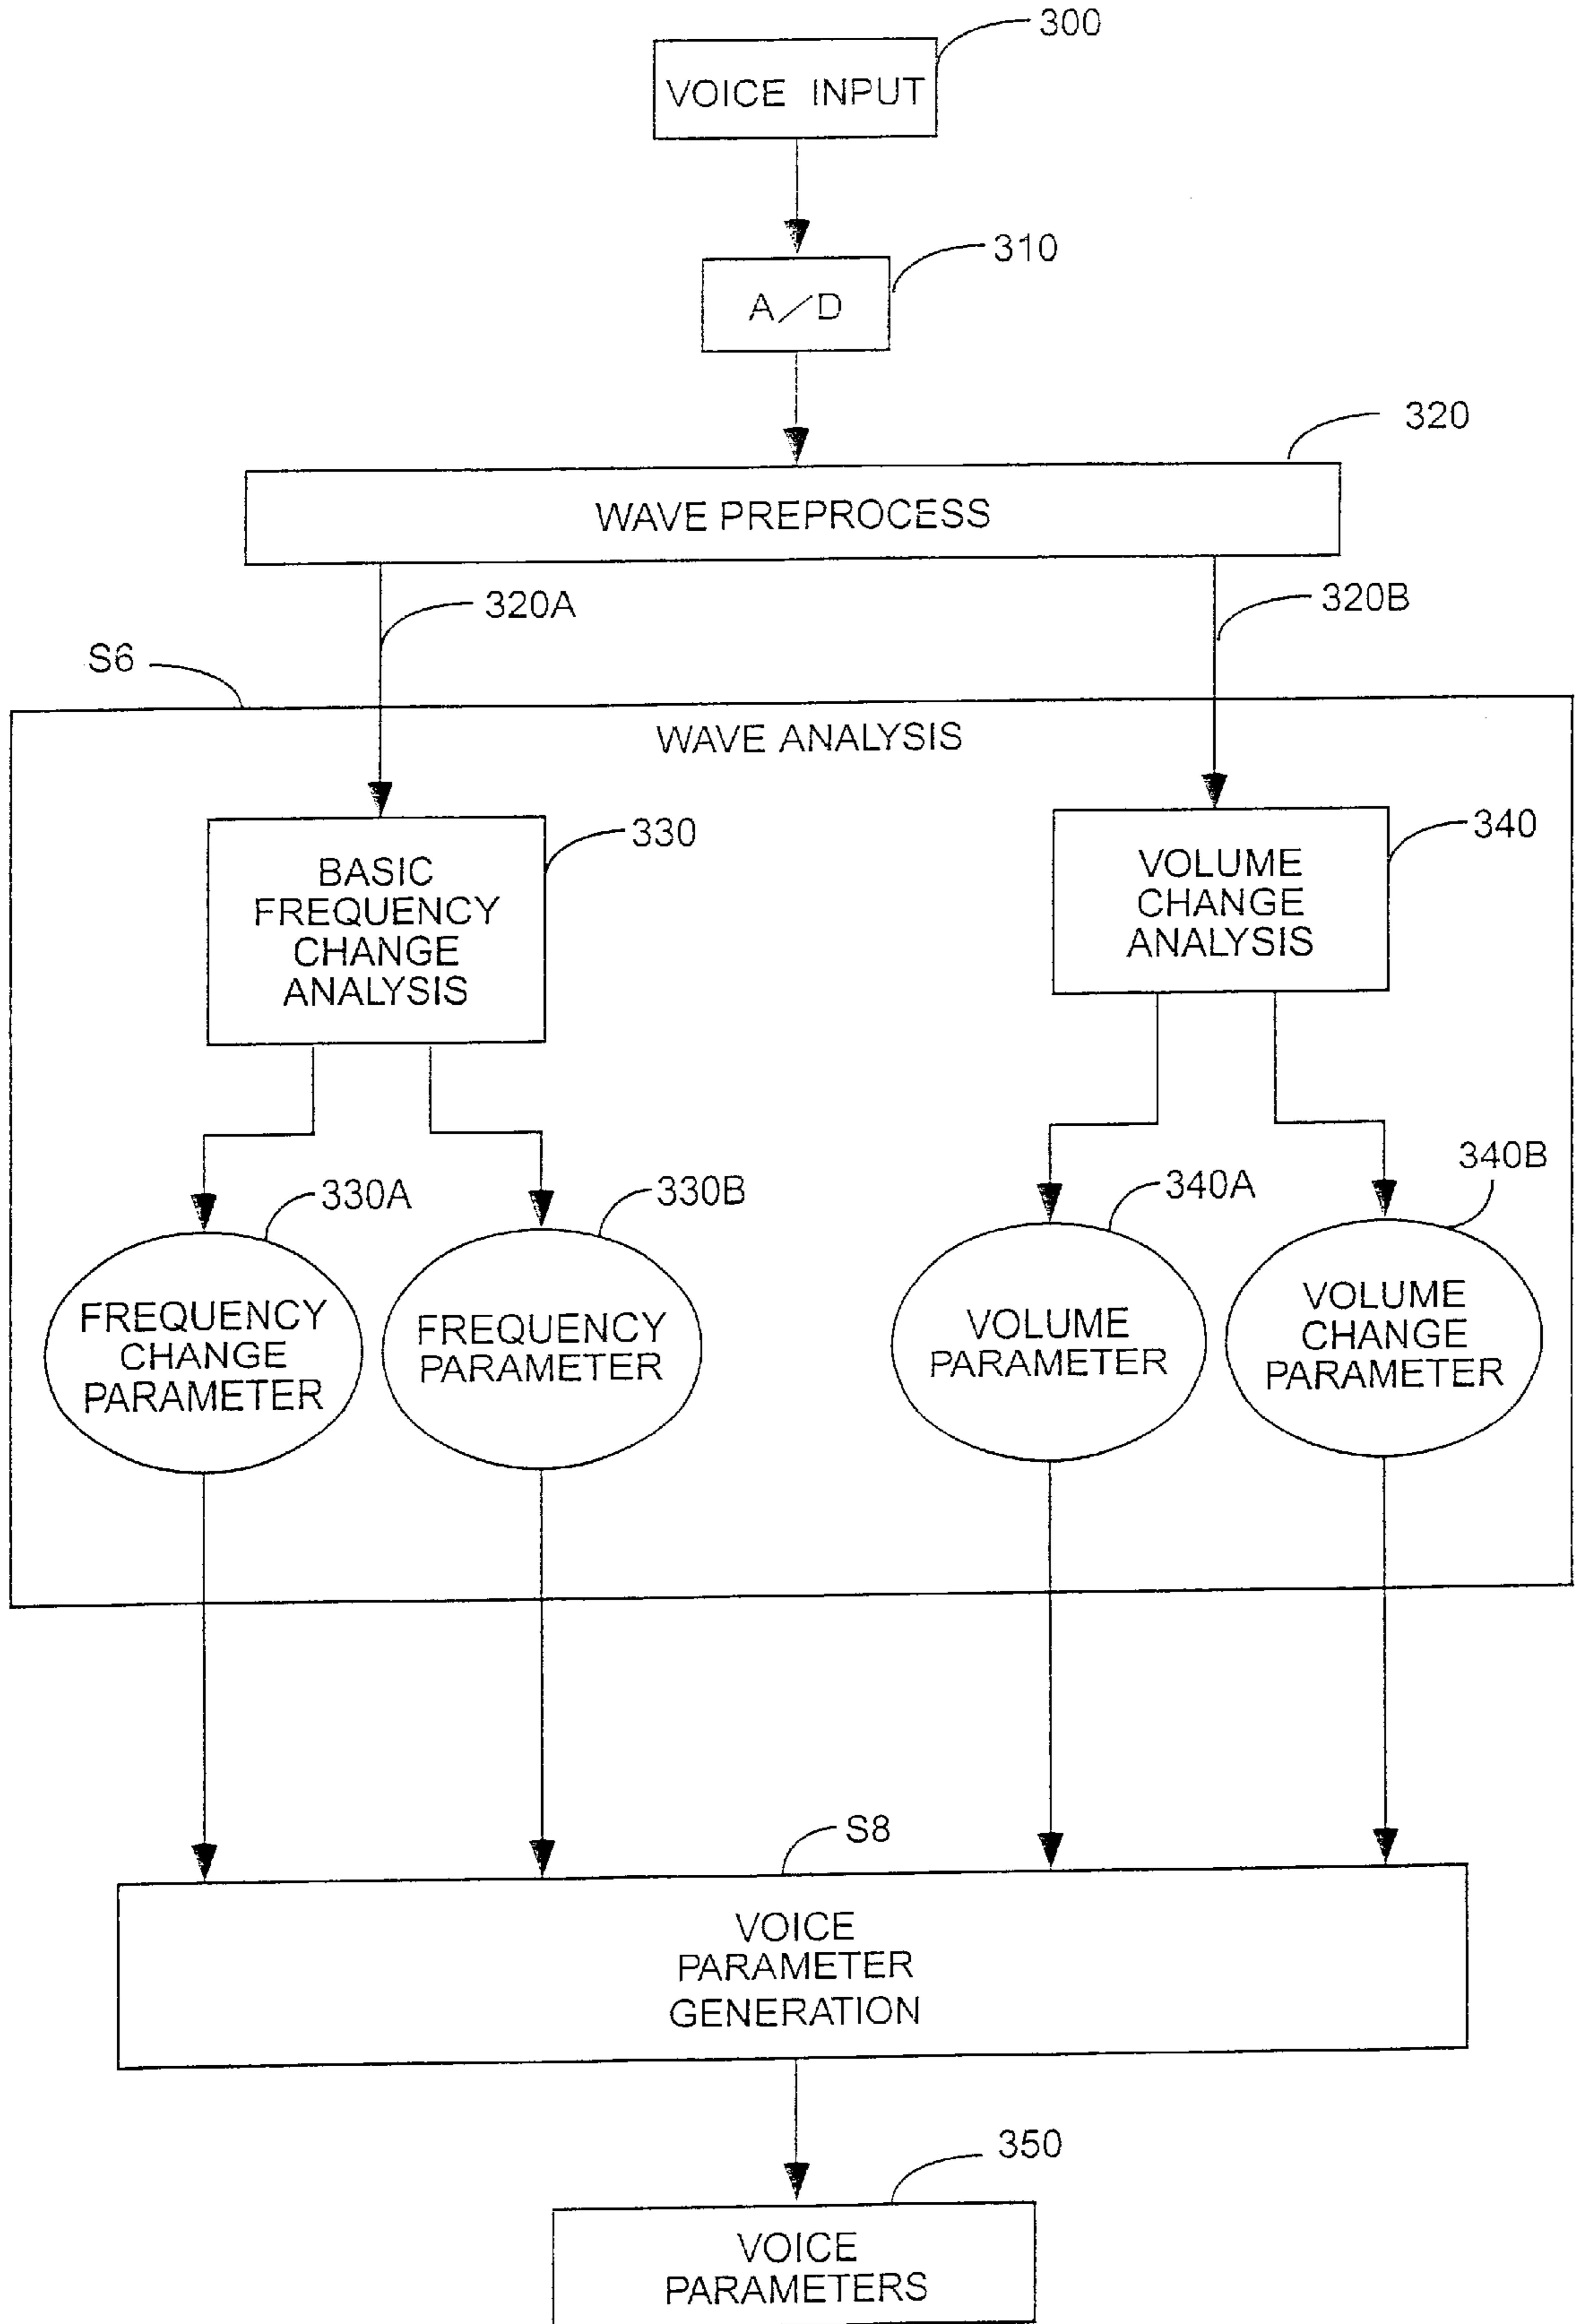 300
VOICE INPUT
310
A/D
320
WAVE PREPROCESS
320A
320B
S6
WAVE ANALYSIS
330
BASIC
FREQUENCY
CHANGE
ANALYSIS
340
VOLUME
CHANGE
ANALYSIS
330A
FREQUENCY
CHANGE
PARAMETER
330B
FREQUENCY
PARAMETER
340A
VOLUME
PARAMETER
340B
VOLUME
CHANGE
PARAMETER
S8
VOICE
PARAMETER
GENERATION
350
VOICE
PARAMETERS